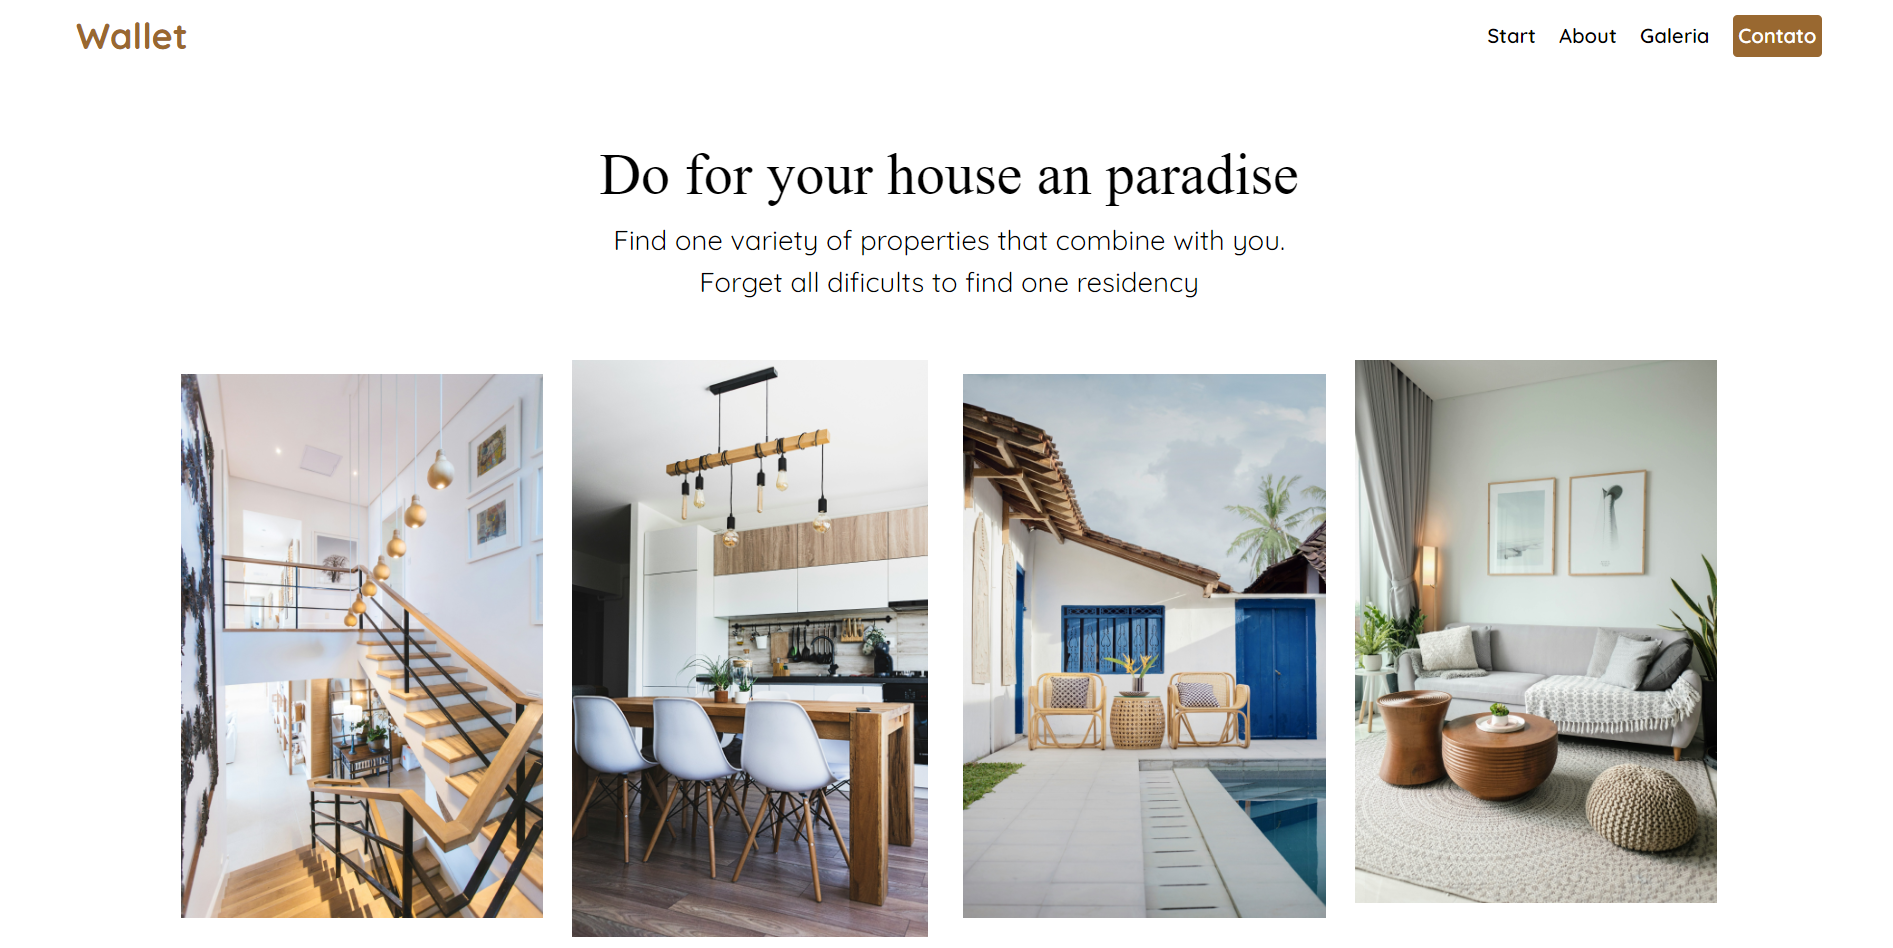 Wallet
Start About Galeria Contato
Do for your house an paradise
Find one variety of properties that combine with you.
Forget all dificults to find one residency